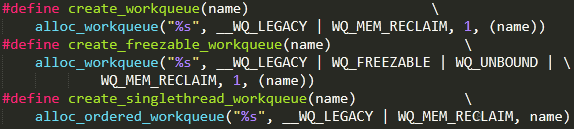 #define create_workqueue(name) \
alloc_workqueue("%s", __WQ_LEGACY | WQ_MEM_RECLAIM, 1, (name))
#define create_freezable_workqueue(name) \
alloc_workqueue("%s", __WQ_LEGACY | WQ_FREEZABLE | WQ_UNBOUND | \
WQ_MEM_RECLAIM, 1, (name))
#define create_singlethread_workqueue(name) \
alloc_ordered_workqueue("%s", __WQ_LEGACY | WQ_MEM_RECLAIM, name)